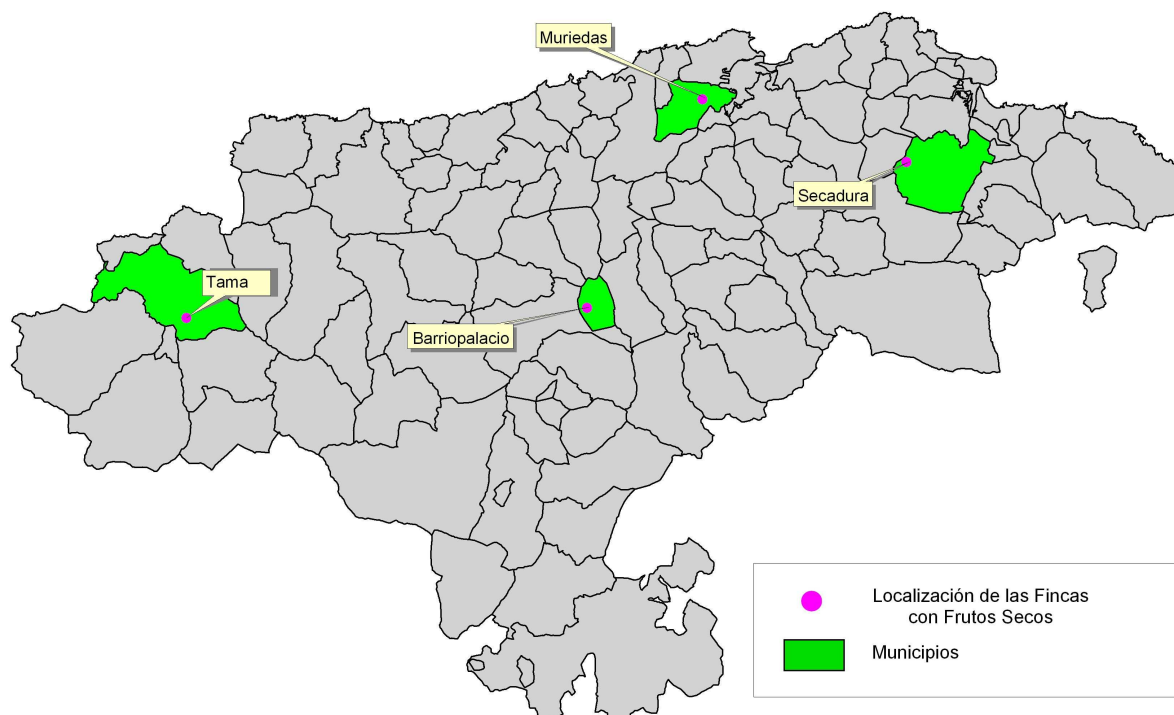 Muriedas
Secadura
Tama
Barriopalacio
Localización de las Fincas
con Frutos Secos
Municipios